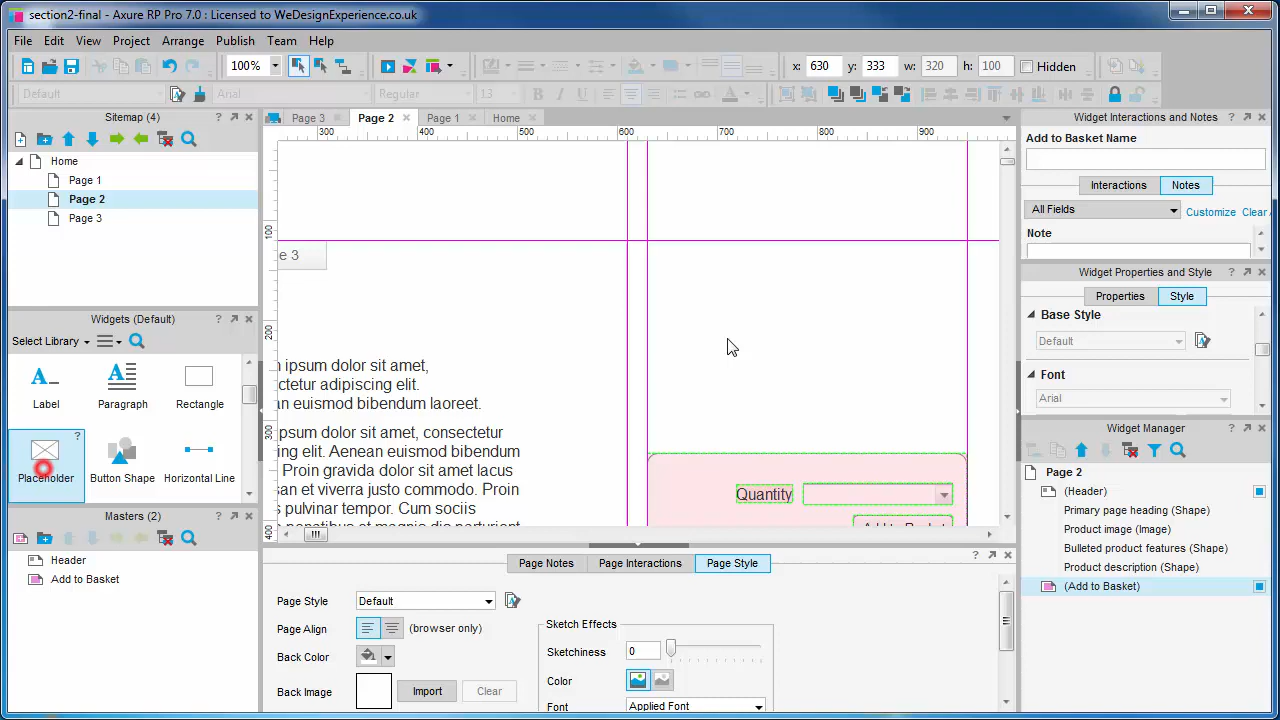 section2-final - Axure RP Pro 7.0 : Licensed to WeDesignExperience.co.uk
File Edit View Project Arrange Publish Team Help
100% x: 630 y: 333 w: 320 h: 100 Hidden
Default Arial Regular 13
Sitemap (4) ?
Home
Page 1
Page 2
Page 3
Widgets (Default) ?
Select Library
Label Paragraph Rectangle
?
Placeholder Button Shape Horizontal Line
Masters (2) ?
Header
Add to Basket
Page 3 Page 2 Page 1 Home
300 400 500 600 700 800 900
100
200
300
400
e 3
ipsum dolor sit amet,
ctetur adipiscing elit.
an euismod bibendum laoreet.
psum dolor sit amet, consectetur
ing elit. Aenean euismod bibendum
Proin gravida dolor sit amet lacus
san et viverra justo commodo. Proin
pulvinar tempor. Cum sociis
Quantity
Add to Basket
Page Notes Page Interactions Page Style ?
Page Style Default
Page Align (browser only)
Back Color
Back Image Import Clear
Sketch Effects
Sketchiness 0
Color
Font Applied Font
Widget Interactions and Notes ?
Add to Basket Name
Interactions Notes
All Fields Customize Clear
Note
Widget Properties and Style ?
Properties Style
Base Style
Default
Font
Arial
Widget Manager ?
Page 2
(Header)
Primary page heading (Shape)
Product image (Image)
Bulleted product features (Shape)
Product description (Shape)
(Add to Basket)